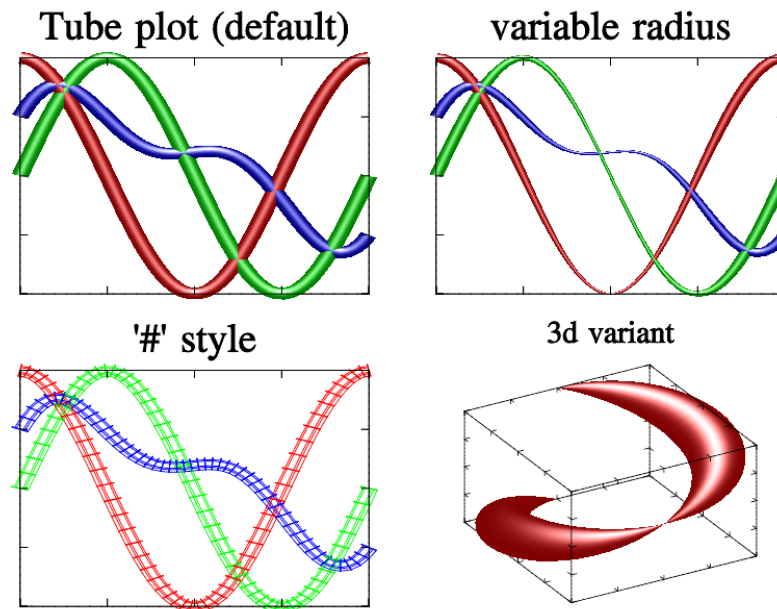 Tube plot (default)
variable radius
'#' style
3d variant